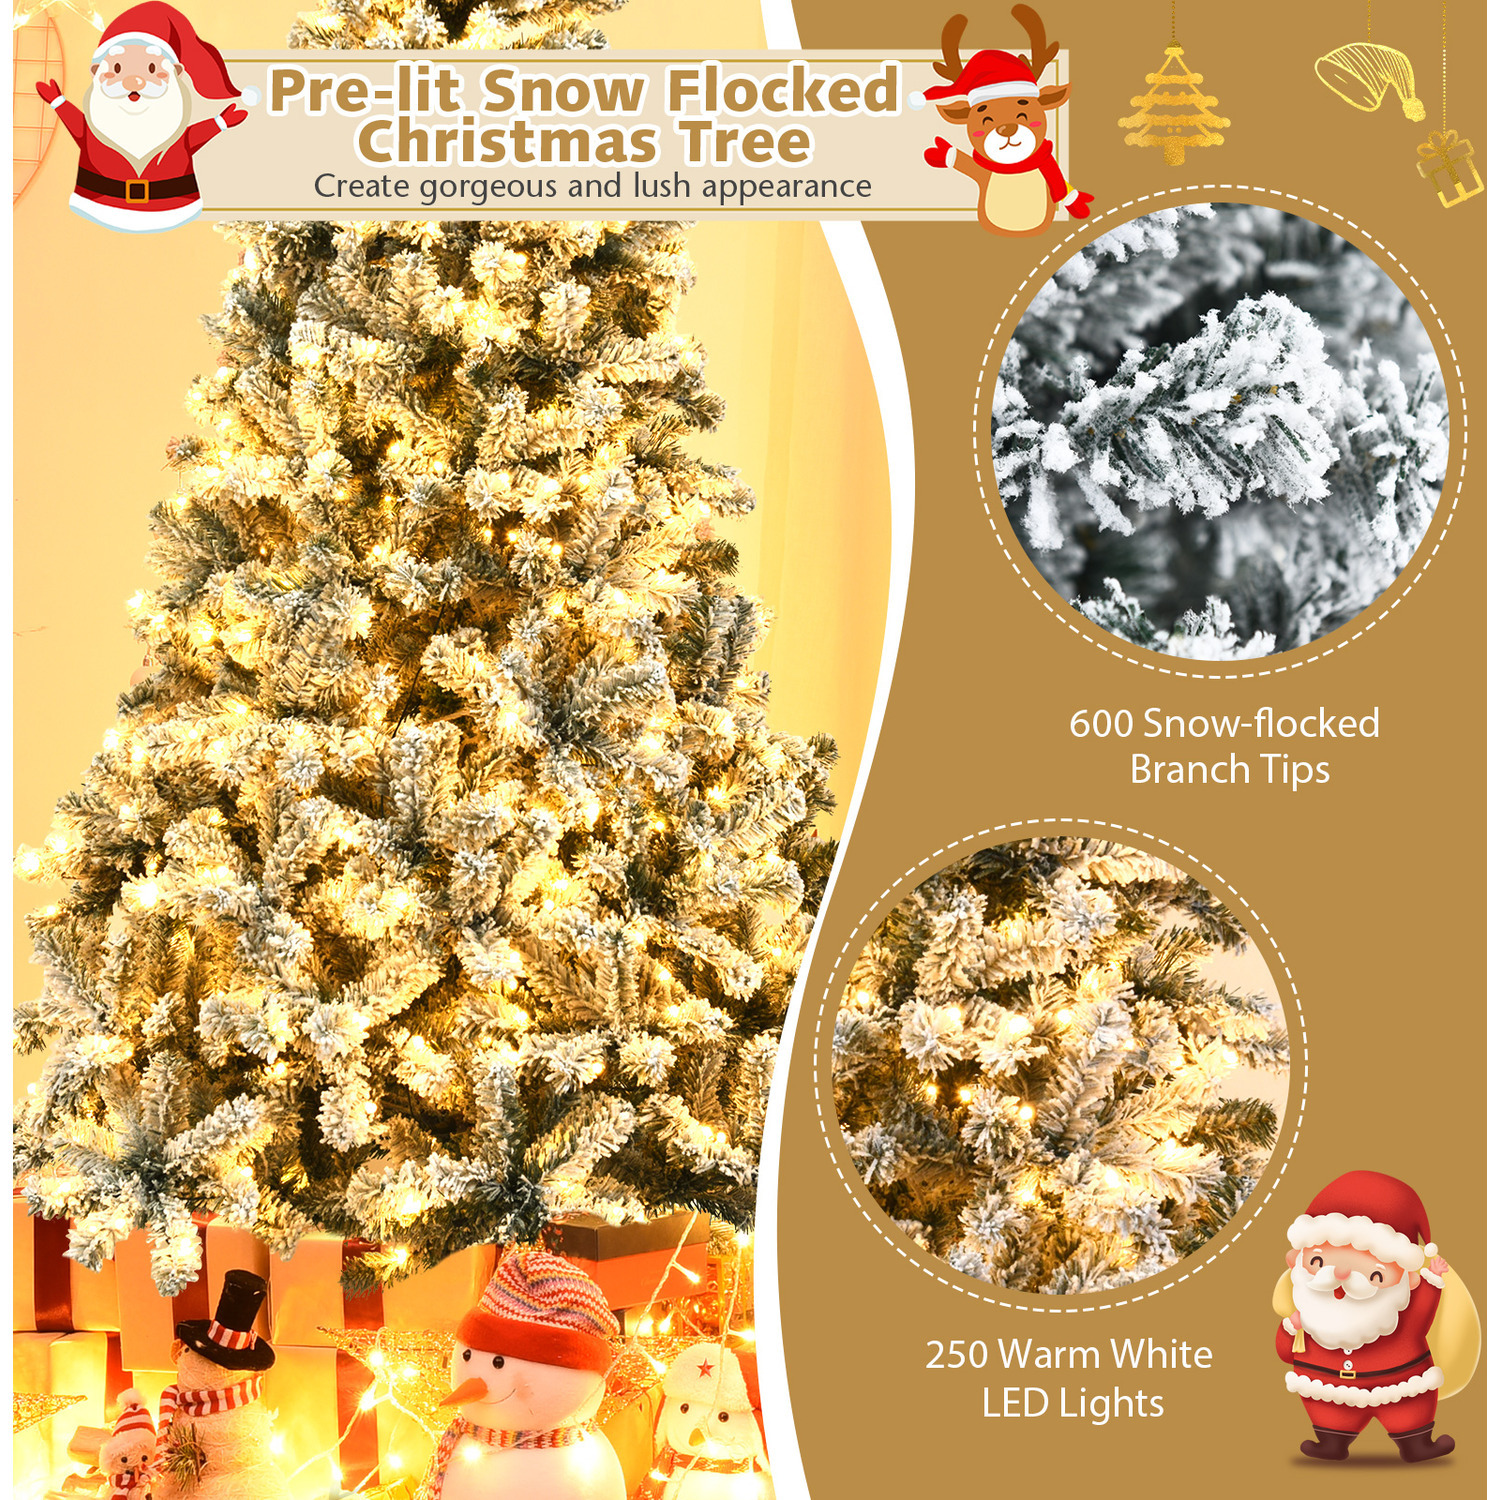 Pre-lit Snow Flocked
Christmas Tree
Create gorgeous and lush appearance
600 Snow-flocked
Branch Tips
250 Warm White
LED Lights